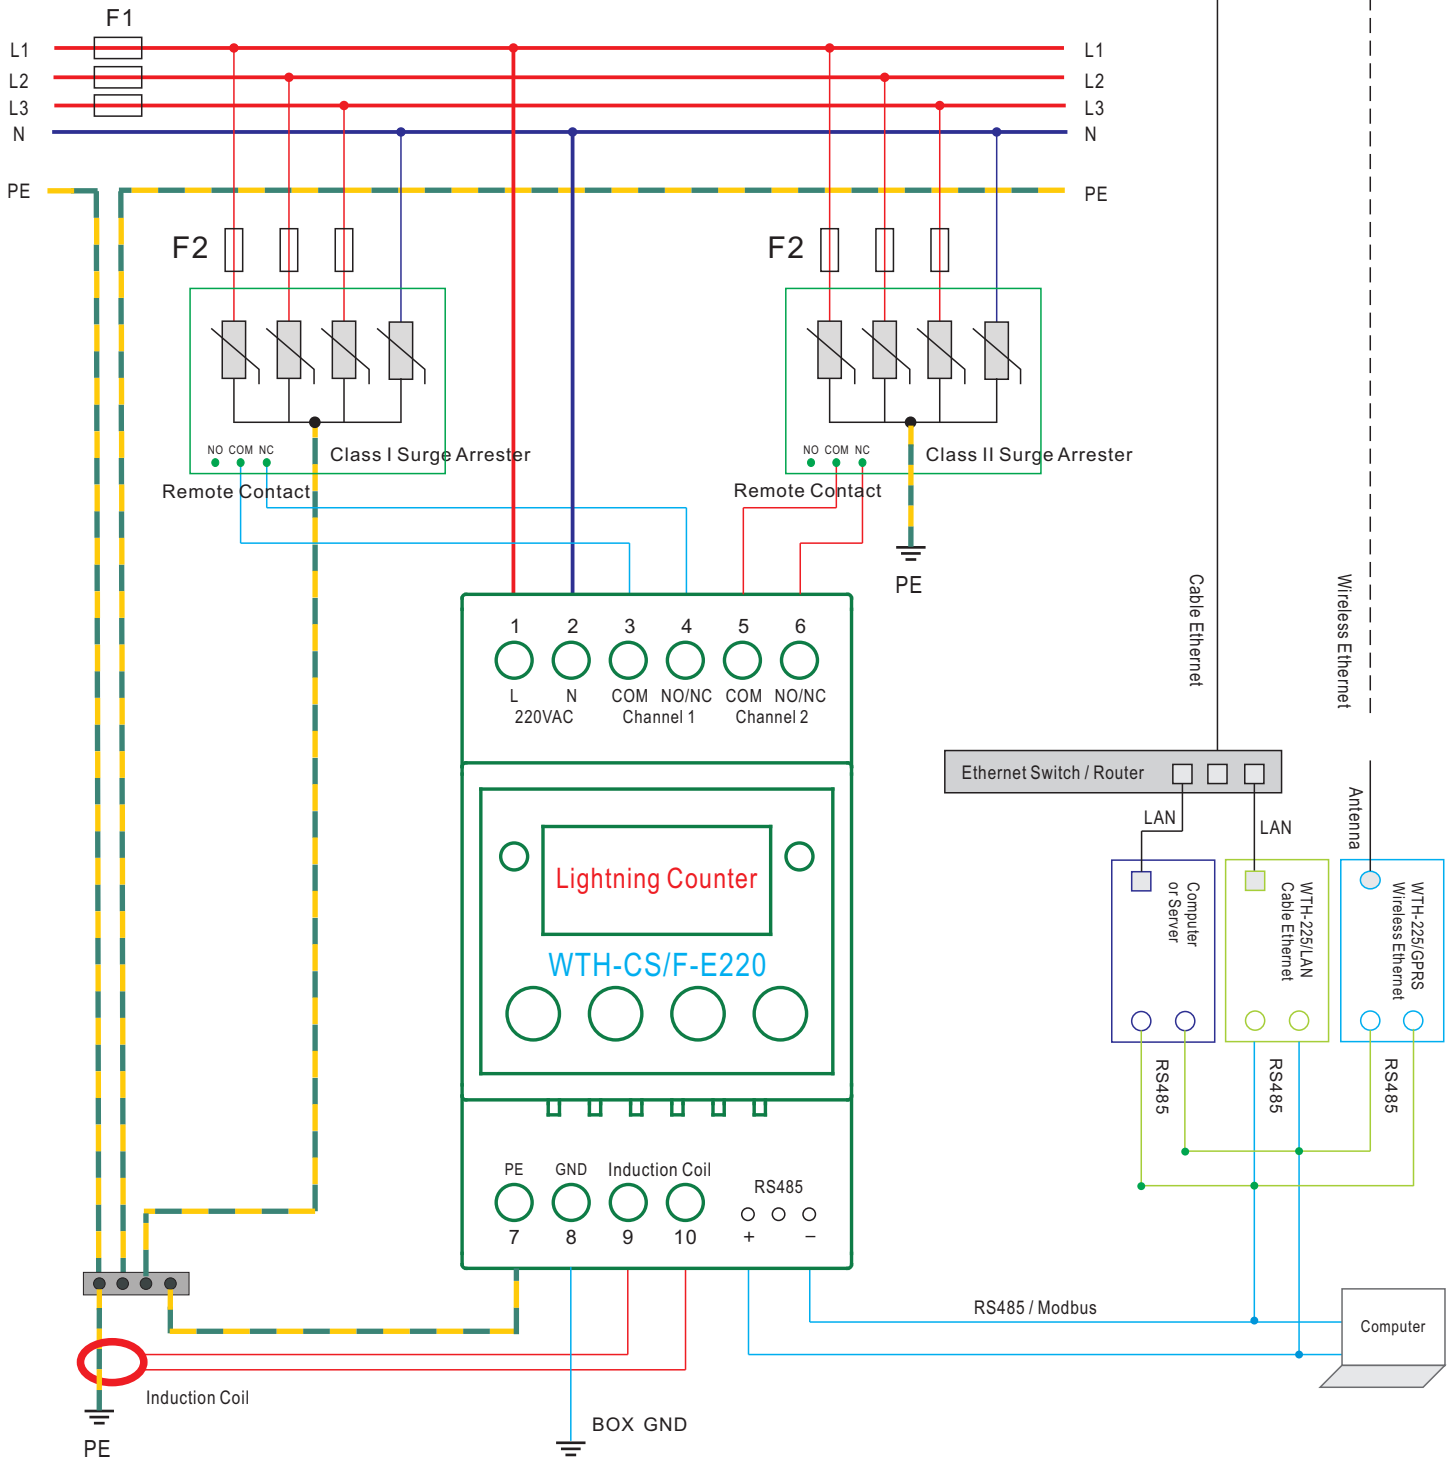 F1
L1
L1
L2
L2
L3
L3
N
N
PE
PE
F2
F2
NO COM NC
Class I Surge Arrester
NO COM NC
Class II Surge Arrester
Remote Contact
Remote Contact
PE
Cable Ethernet
Wireless Ethernet
1 2 3 4 5 6
L N COM NO/NC COM NO/NC
220VAC Channel 1 Channel 2
Ethernet Switch / Router
LAN
LAN
Antenna
Lightning Counter
WTH-CS/F-E220
Computer
or Server
WTH-225/LAN
Cable Ethernet
WTH-225/GPRS
Wireless Ethernet
RS485
RS485
RS485
PE GND Induction Coil
RS485
7 8 9 10 + −
RS485 / Modbus
Computer
Induction Coil
BOX GND
PE